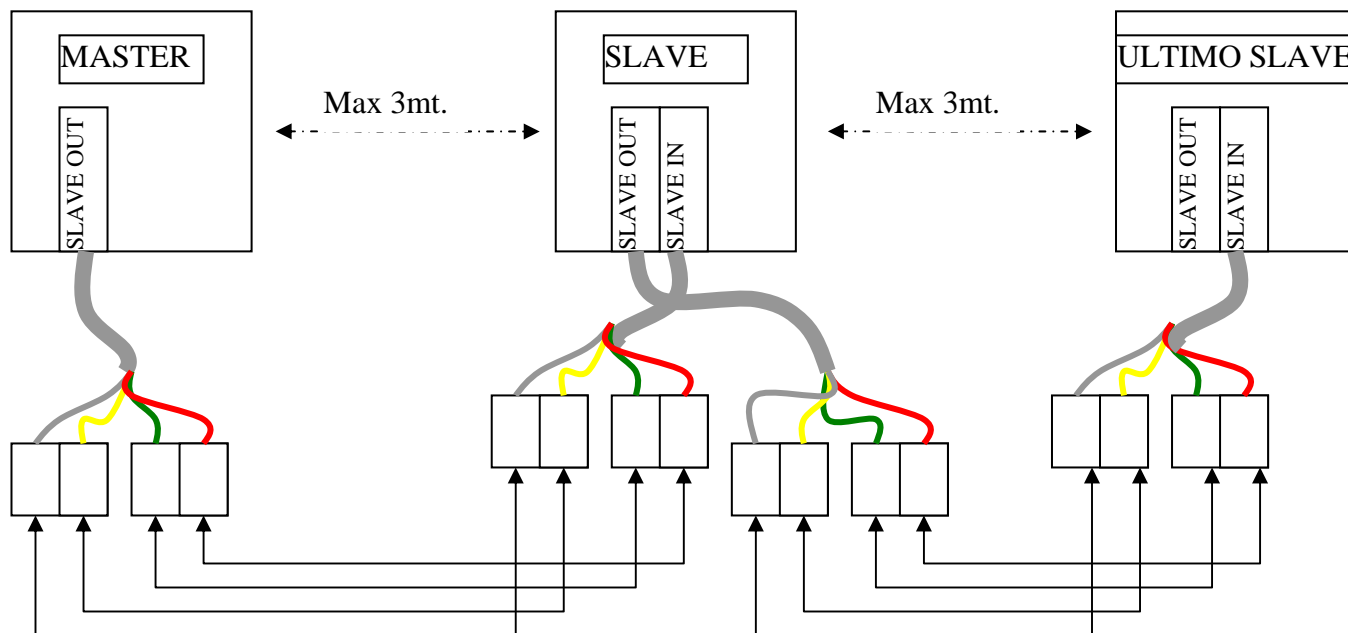 MASTER
SLAVE
ULTIMO SLAVE
Max 3mt.
Max 3mt.
SLAVE OUT
SLAVE OUT
SLAVE IN
SLAVE OUT
SLAVE IN